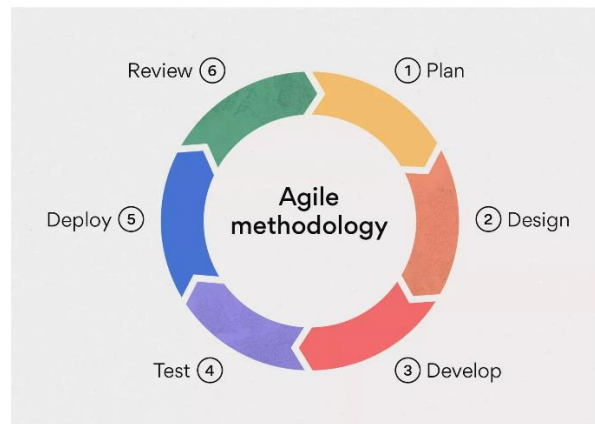 Agile
methodology
1 Plan
2 Design
3 Develop
Test 4
Deploy 5
Review 6